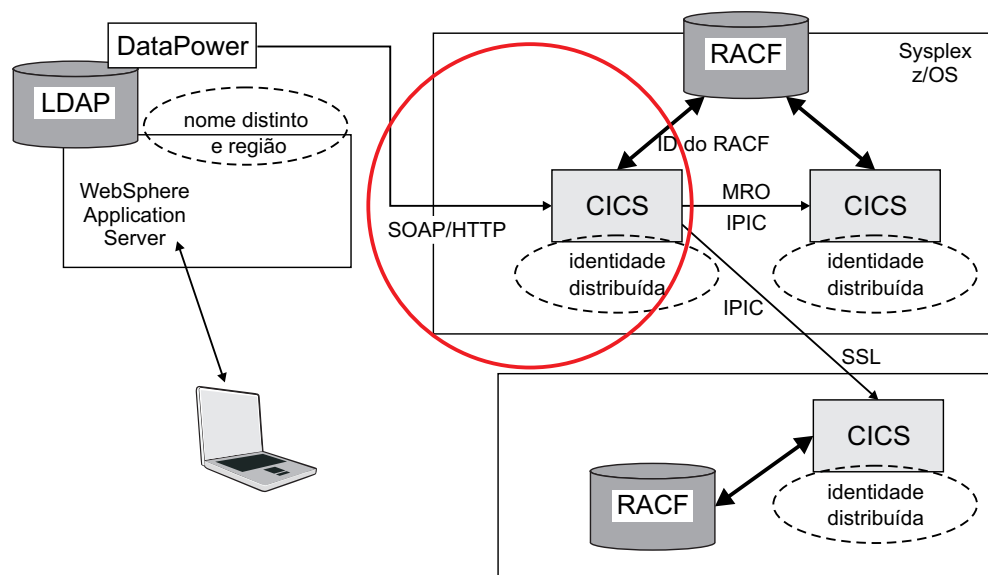 DataPower
LDAP
nome distinto
e região
WebSphere
Application
Server
RACF
Sysplex
z/OS
ID do RACF
SOAP/HTTP
CICS
MRO
IPIC
CICS
identidade
distribuída
identidade
distribuída
IPIC
SSL
CICS
RACF
identidade
distribuída